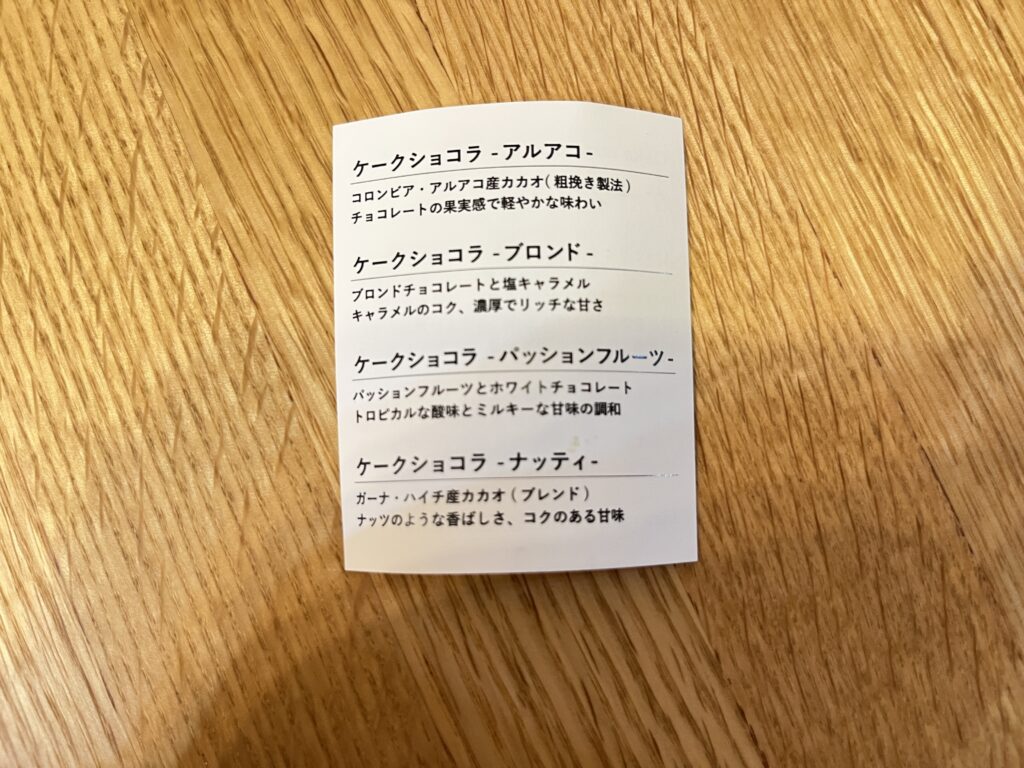 ケークショコラ -アルアコ-
コロンビア・アルアコ産カカオ(粗挽き製法)
チョコレートの果実感で軽やかな味わい
ケークショコラ -ブロンド-
ブロンドチョコレートと塩キャラメル
キャラメルのコク、濃厚でリッチな甘さ
ケークショコラ -パッションフルーツ-
パッションフルーツとホワイトチョコレート
トロピカルな酸味とミルキーな甘味の調和
ケークショコラ -ナッティ-
ガーナ・ハイチ産カカオ(ブレンド)
ナッツのような香ばしさ、コクのある甘味